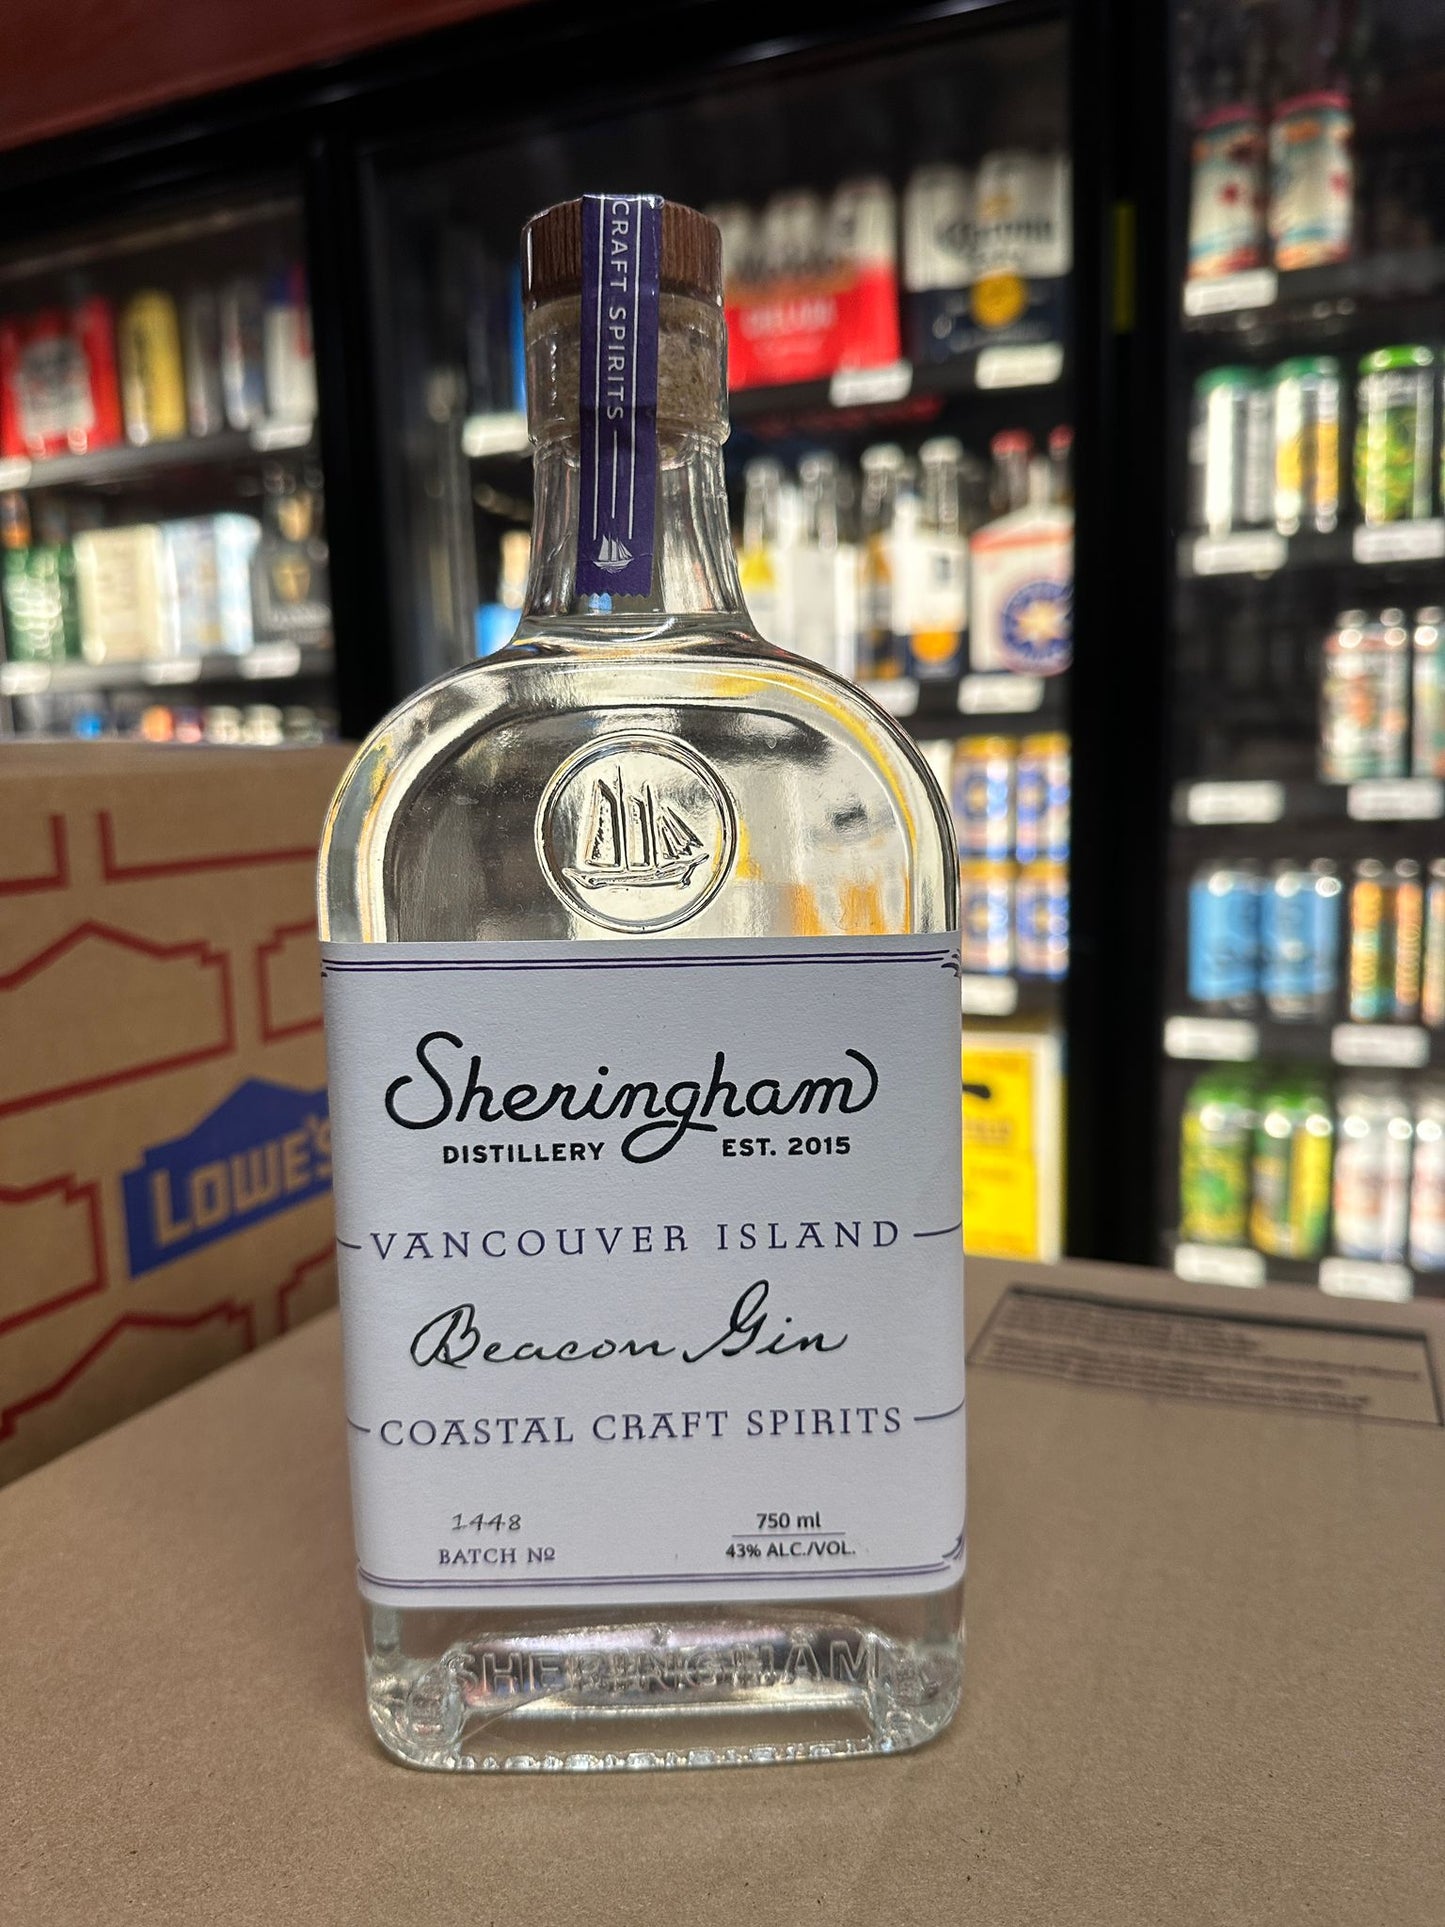 CRAFT SPIRITS
Sheringham
DISTILLERY EST. 2015
VANCOUVER ISLAND
Beacon Gin
COASTAL CRAFT SPIRITS
1448
BATCH Nº
750 ml
43% ALC./VOL.
SHERINGHAM
LOWE'S